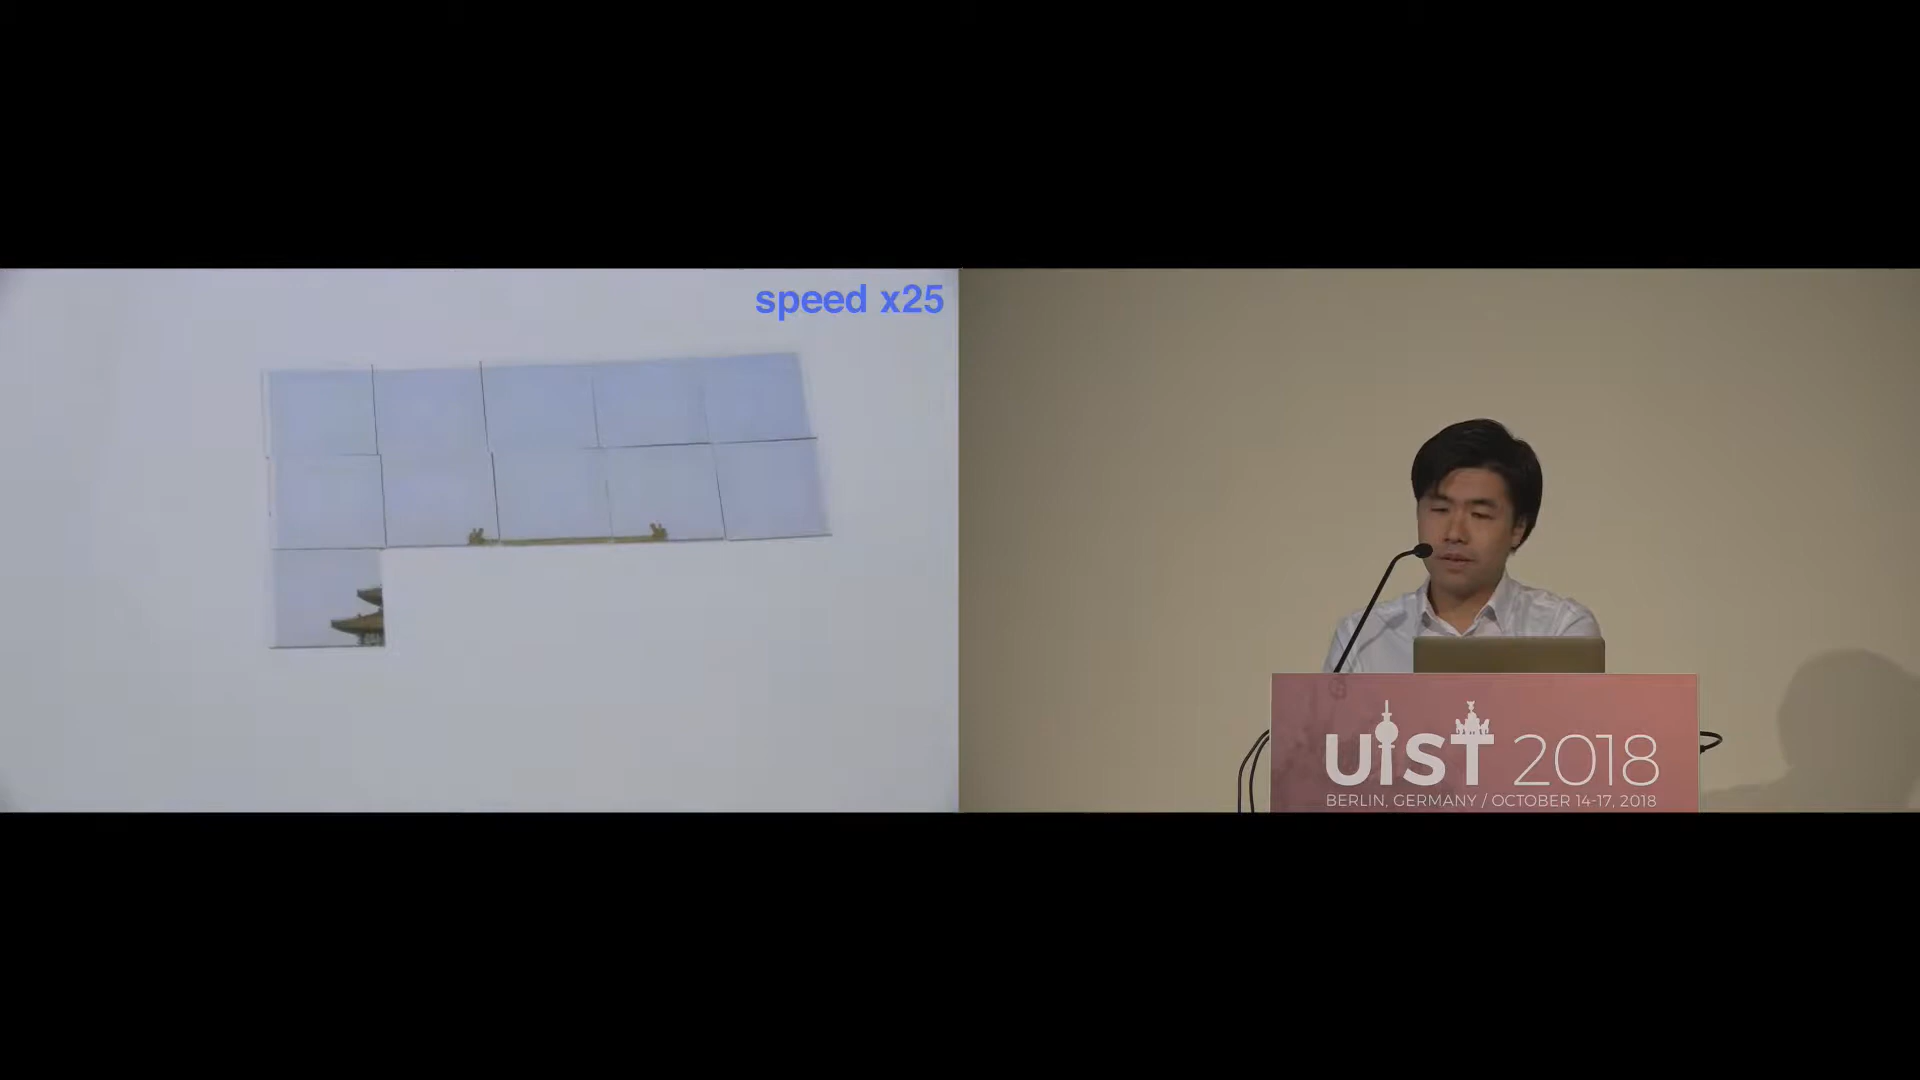 speed x25
UIST 2018
BERLIN, GERMANY / OCTOBER 14-17, 2018